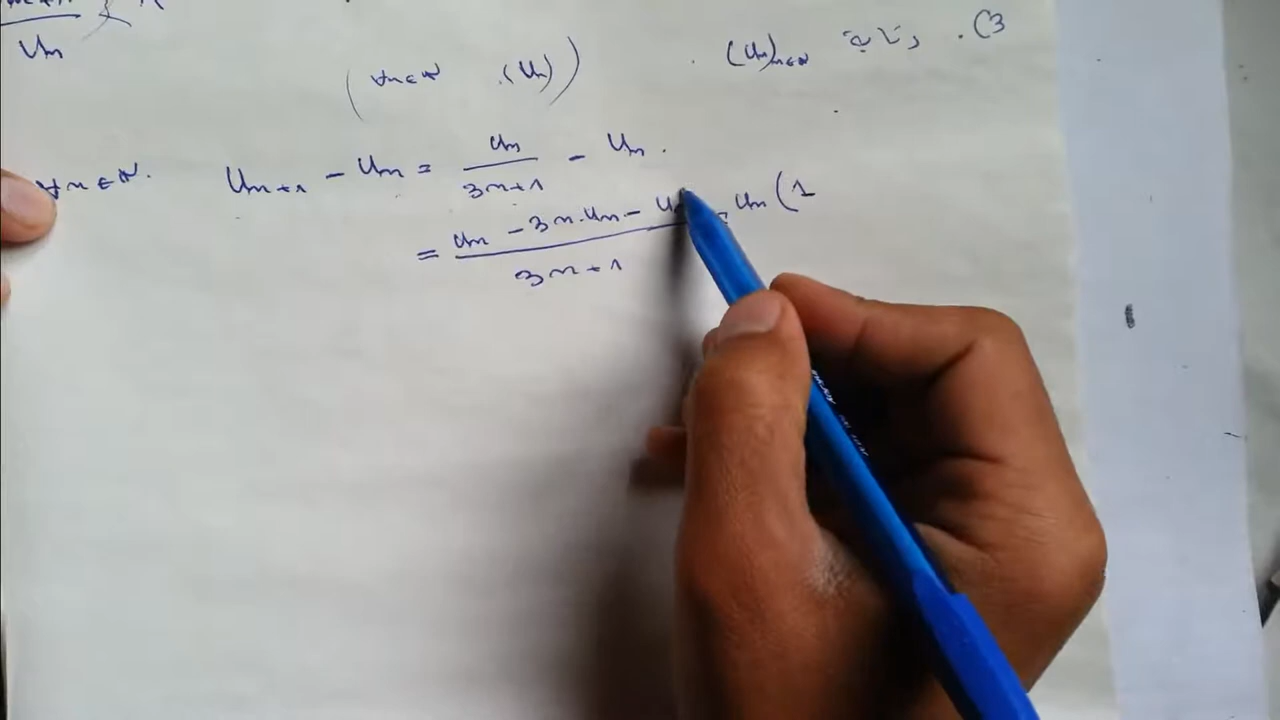 Un
3). رتابة (Un)n∈ℕ
(∀n∈ℕ . (Un))
∀n∈ℕ. Un+1 - Un = Un/(3n+1) - Un.
= (Un - 3n.Un - Un)/(3n+1) = Un(1